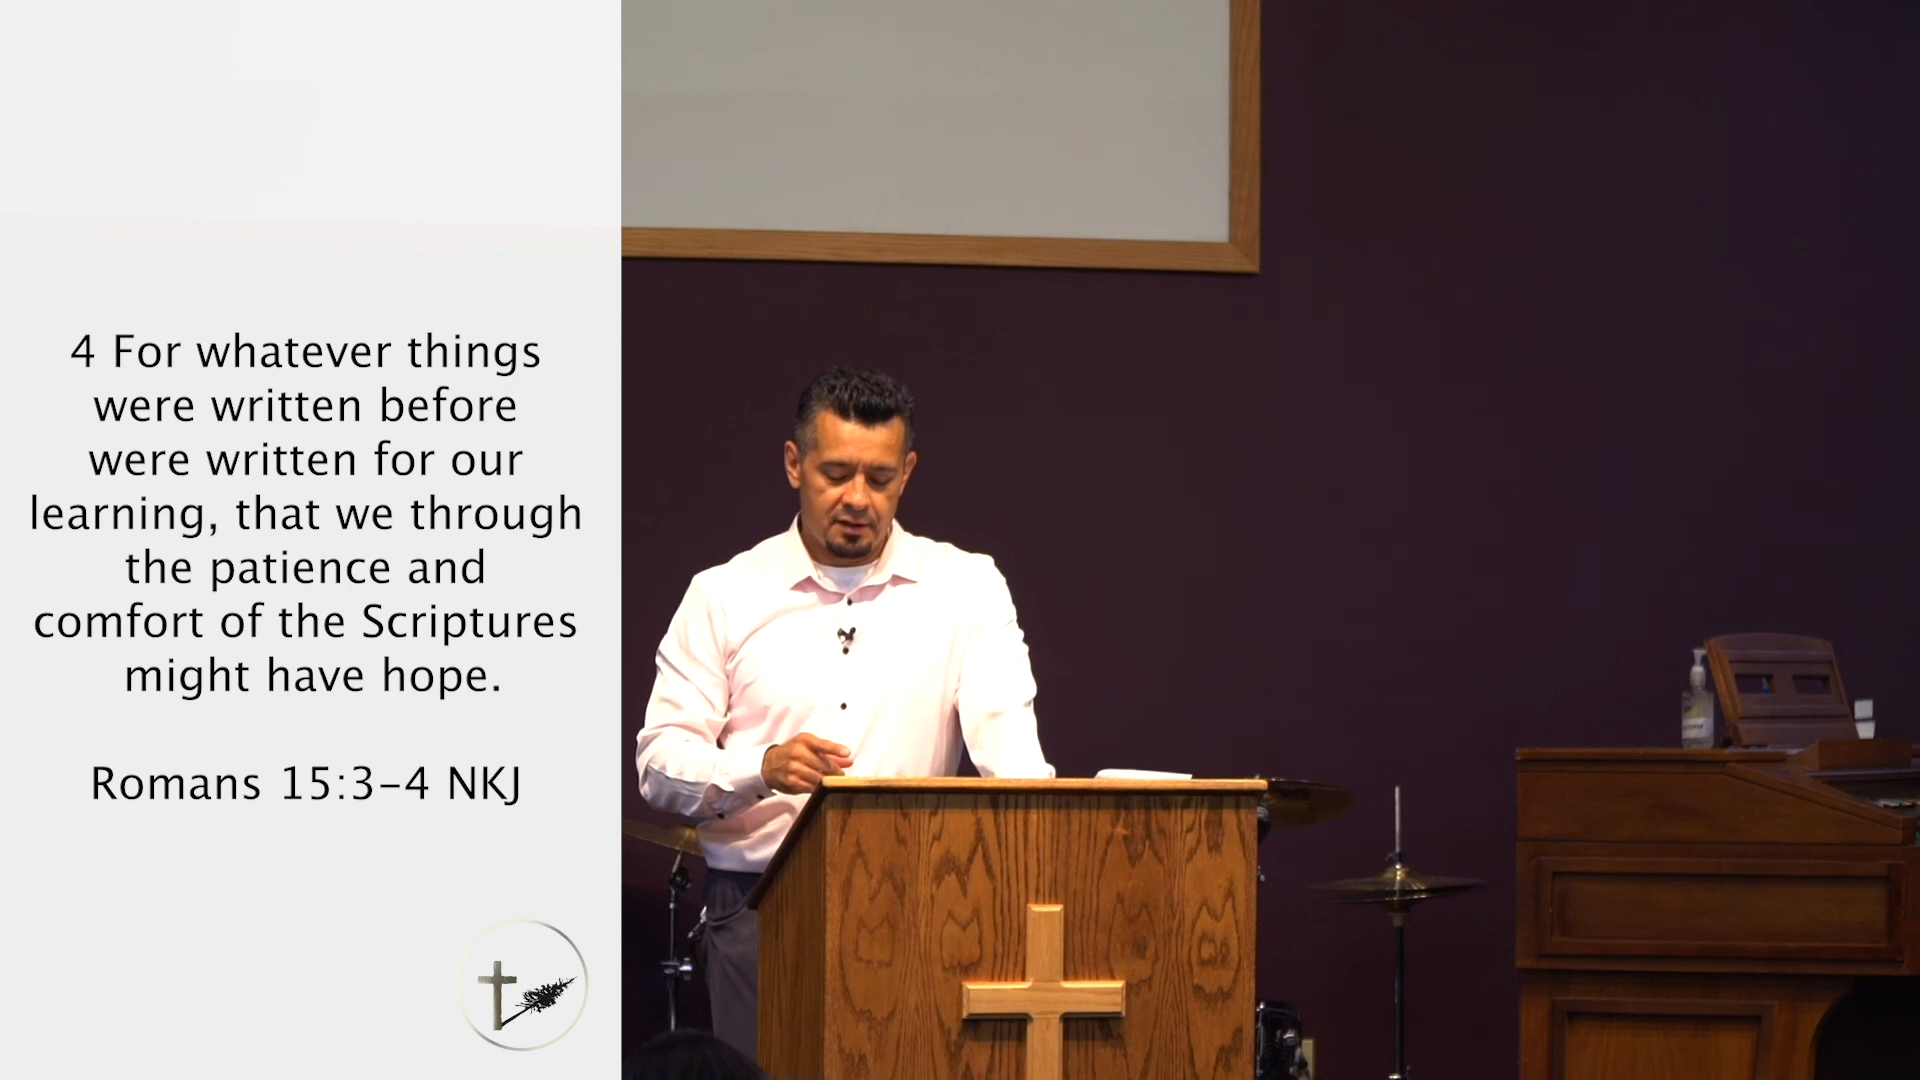 4 For whatever things
were written before
were written for our
learning, that we through
the patience and
comfort of the Scriptures
might have hope.
Romans 15:3-4 NKJ